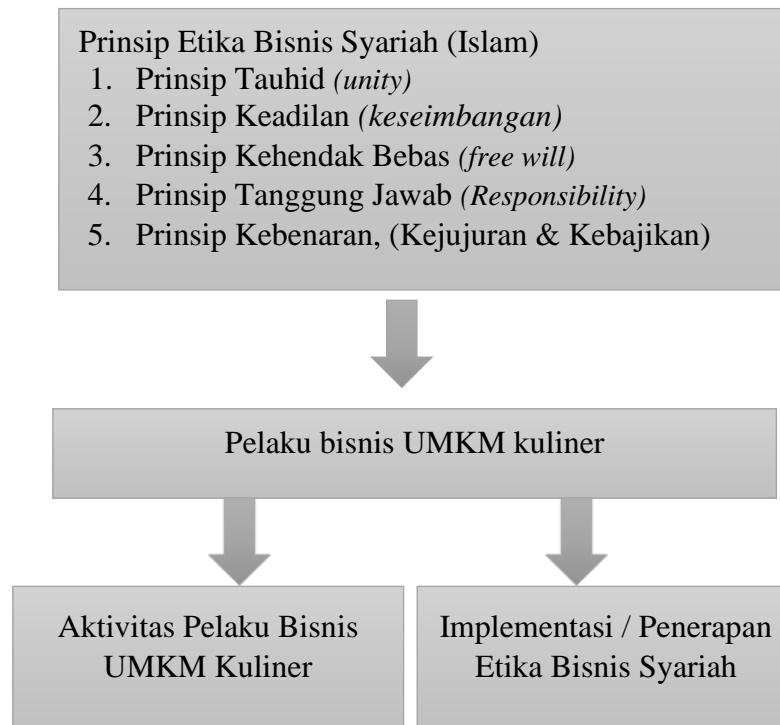 Prinsip Etika Bisnis Syariah (Islam)
1. Prinsip Tauhid (unity)
2. Prinsip Keadilan (keseimbangan)
3. Prinsip Kehendak Bebas (free will)
4. Prinsip Tanggung Jawab (Responsibility)
5. Prinsip Kebenaran, (Kejujuran & Kebajikan)
Pelaku bisnis UMKM kuliner
Aktivitas Pelaku Bisnis
UMKM Kuliner
Implementasi / Penerapan
Etika Bisnis Syariah